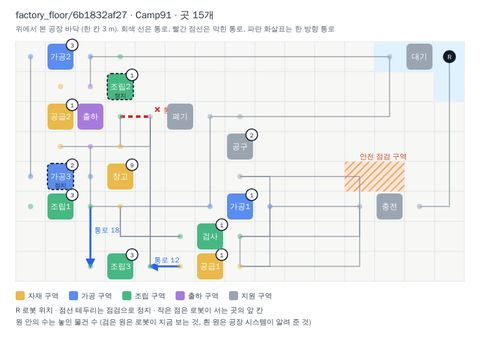 factory_floor/6b1832af27 · Camp91 · 곳 15개
위에서 본 공장 바닥 (한 칸 3 m). 회색 선은 통로, 빨간 점선은 막힌 통로, 파란 화살표는 한 방향 통로
가공2 3
대기 R
조립2 1
정지
공급2 1
출하
✖
폐기
공구 2
안전 점검 구역
가공3 2
정지
창고 9
조립1 3
가공1 1
충전
통로 18
검사 1
통로 12
조립3 3
공급1 1
자재 구역 가공 구역 조립 구역 출하 구역 지원 구역
R 로봇 위치 · 점선 테두리는 점검으로 정지 · 작은 점은 로봇이 서는 곳의 앞 칸
원 안의 수는 놓인 물건 수 (검은 원은 로봇이 지금 보는 것, 흰 원은 공장 시스템이 알려 준 것)